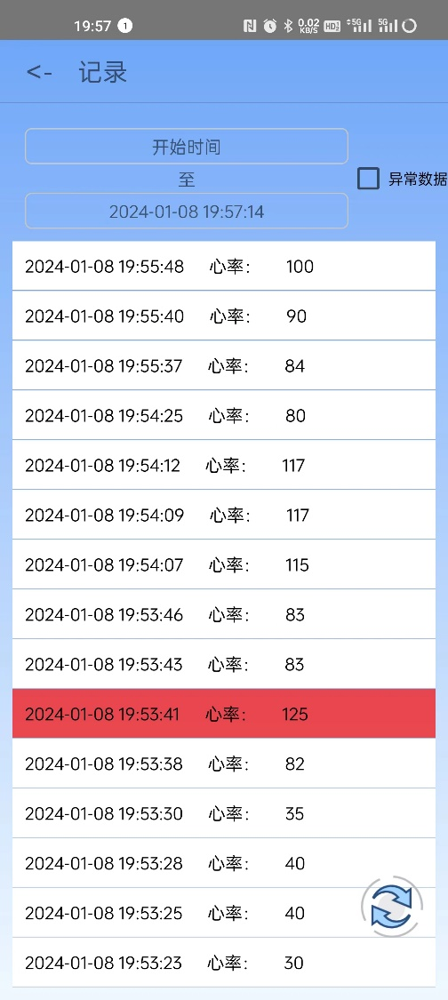 19:57 1 0.02 KB/S HD 2 5G 5G
<- 记录
开始时间
至
异常数据
2024-01-08 19:57:14
2024-01-08 19:55:48 心率： 100
2024-01-08 19:55:40 心率： 90
2024-01-08 19:55:37 心率： 84
2024-01-08 19:54:25 心率： 80
2024-01-08 19:54:12 心率： 117
2024-01-08 19:54:09 心率： 117
2024-01-08 19:54:07 心率： 115
2024-01-08 19:53:46 心率： 83
2024-01-08 19:53:43 心率： 83
2024-01-08 19:53:41 心率： 125
2024-01-08 19:53:38 心率： 82
2024-01-08 19:53:30 心率： 35
2024-01-08 19:53:28 心率： 40
2024-01-08 19:53:25 心率： 40
2024-01-08 19:53:23 心率： 30